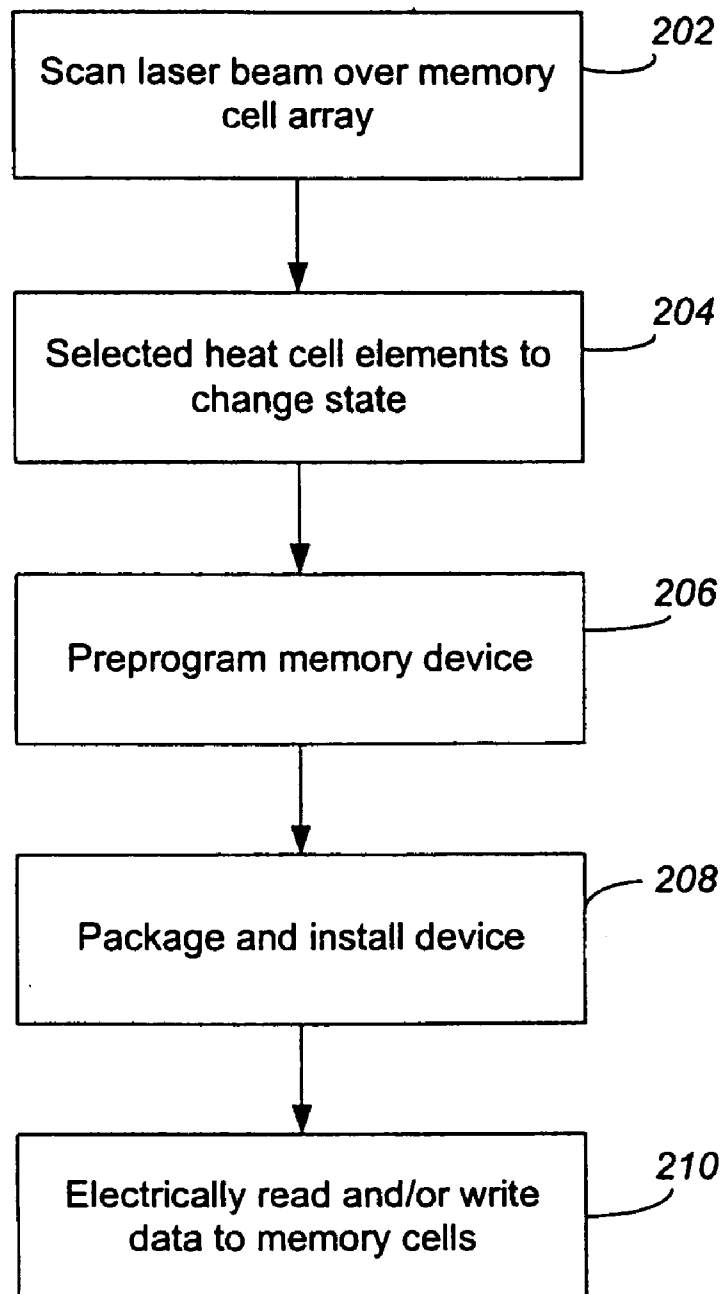 202
Scan laser beam over memory
cell array
204
Selected heat cell elements to
change state
206
Preprogram memory device
208
Package and install device
210
Electrically read and/or write
data to memory cells